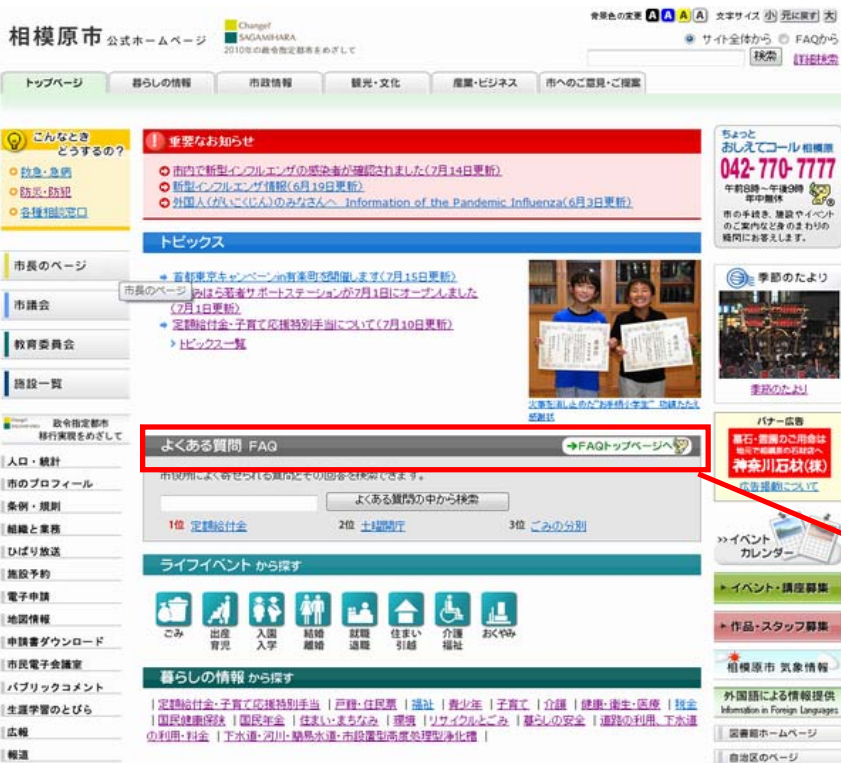 相模原市 公式ホームページ
Change!
SAGAMIHARA
2010年の政令指定都市をめざして
背景色の変更 A A A A 文字サイズ 小 元に戻す 大
サイト全体から FAQから
検索 詳細検索
トップページ 暮らしの情報 市政情報 観光・文化 産業・ビジネス 市へのご意見・ご提案
こんなとき
どうするの?
救急・急病
防災・防犯
各種相談窓口
市長のページ
市長のページ
市議会
教育委員会
施設一覧
Change!
政令指定都市
移行実現をめざして
人口・統計
市のプロフィール
条例・規則
組織と業務
ひばり放送
施設予約
電子申請
地図情報
申請書ダウンロード
市民電子会議室
パブリックコメント
生涯学習のとびら
広報
報道
重要なお知らせ
市内で新型インフルエンザの感染者が確認されました(7月14日更新)
新型インフルエンザ情報(6月19日更新)
外国人(がいこくじん)のみなさんへ Information of the Pandemic Influenza(6月3日更新)
トピックス
首都東京キャンペーンin有楽町を開催します(7月15日更新)
みはら若者サポートステーションが7月1日にオープンしました
(7月1日更新)
定額給付金・子育て応援特別手当について(7月10日更新)
トピックス一覧
火事を消し止めた"お手柄小学生" 功績たたえ
感謝状
よくある質問 FAQ
FAQトップページへ
市役所によく寄せられる質問とその回答を検索できます。
よくある質問の中から検索
1位 定額給付金 2位 土曜開庁 3位 ごみの分別
ライフイベント から探す
ごみ 出産 入園 結婚 就職 住まい 介護 おくやみ
育児 入学 離婚 退職 引越 福祉
暮らしの情報 から探す
|定額給付金・子育て応援特別手当 |戸籍・住民票 |福祉 |青少年 |子育て |介護 |健康・衛生・医療 |税金
|国民健康保険 |国民年金 |住まい・まちなみ |環境 |リサイクルとごみ |暮らしの安全 |道路の利用、下水道
の利用・料金 |下水道・河川・簡易水道・市設置型高度処理型浄化槽 |
ちょっと
おしえてコール 相模原
042-770-7777
午前8時~午後9時
年中無休
市の手続き、施設やイベント
のご案内など身のまわりの
疑問にお答えします。
季節のたより
季節のたより
バナー広告
墓石・霊園のご用命は
地元で相模原の石材店へ
神奈川石材(株)
広告掲載について
>>イベント
カレンダー
イベント・講座募集
作品・スタッフ募集
相模原市 気象情報
外国語による情報提供
Information in Foreign Languages
図書館ホームページ
自治区のページ